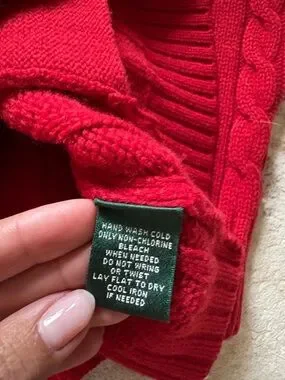 HAND WASH COLD
ONLY NON-CHLORINE
BLEACH
WHEN NEEDED
DO NOT WRING
OR TWIST
LAY FLAT TO DRY
COOL IRON
IF NEEDED